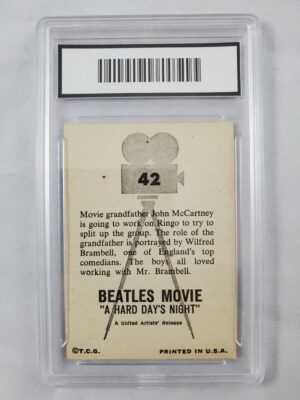 42
Movie grandfather John McCartney
is going to work on Ringo to try to
split up the group. The role of the
grandfather is portrayed by Wilfred
Brambell, one of England's top
comedians. The boys all loved
working with Mr. Brambell.
BEATLES MOVIE
"A HARD DAY'S NIGHT"
A United Artists' Release
©T.C.G. PRINTED IN U.S.A.